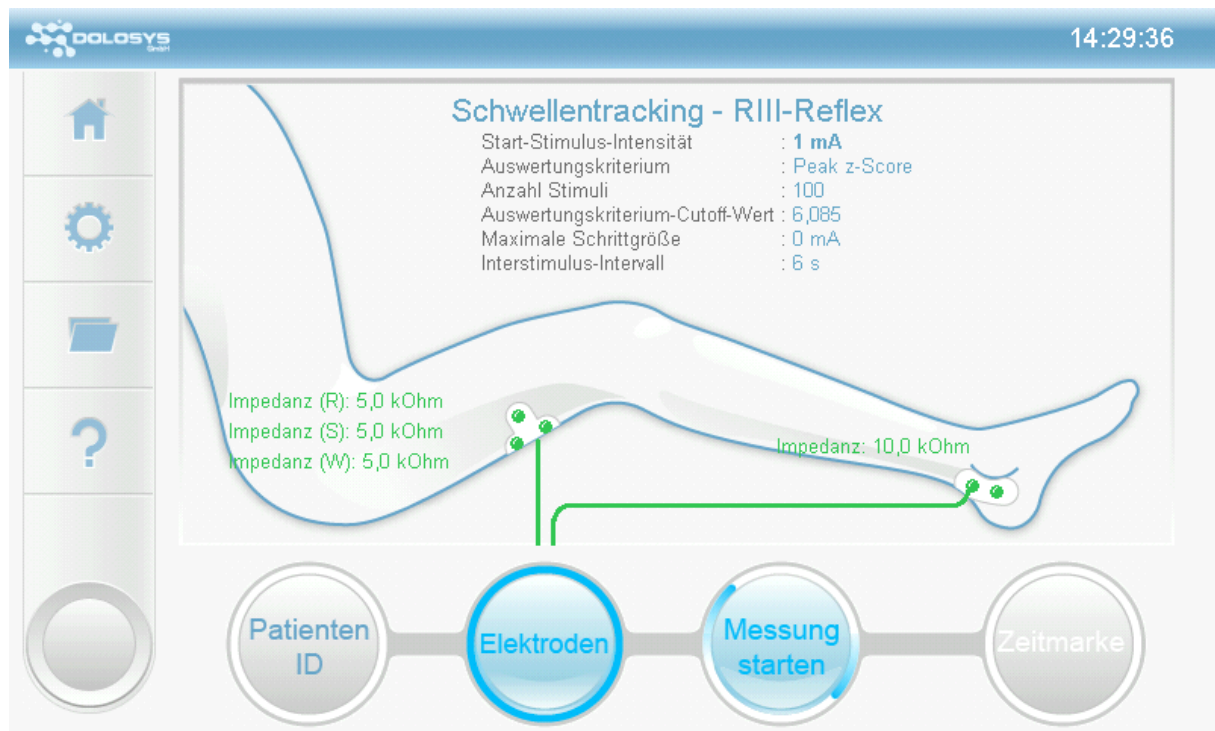 DOLOSYS
GmbH
14:29:36
Schwellentracking - RIII-Reflex
Start-Stimulus-Intensität : 1 mA
Auswertungskriterium : Peak z-Score
Anzahl Stimuli : 100
Auswertungskriterium-Cutoff-Wert : 6,085
Maximale Schrittgröße : 0 mA
Interstimulus-Intervall : 6 s
Impedanz (R): 5,0 kOhm
Impedanz (S): 5,0 kOhm
Impedanz (W): 5,0 kOhm
Impedanz: 10,0 kOhm
?
Patienten
ID
Elektroden
Messung
starten
Zeitmarke